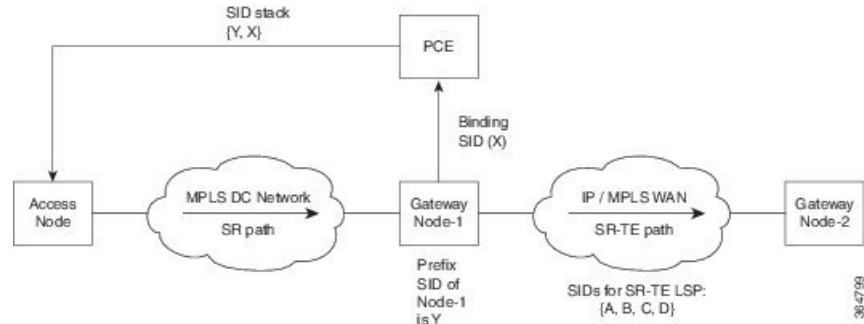 SID stack
{Y, X}
PCE
Binding
SID (X)
Access
Node
MPLS DC Network
SR path
Gateway
Node-1
IP / MPLS WAN
SR-TE path
Gateway
Node-2
Prefix
SID of
Node-1
is Y
SIDs for SR-TE LSP:
{A, B, C, D}
364799